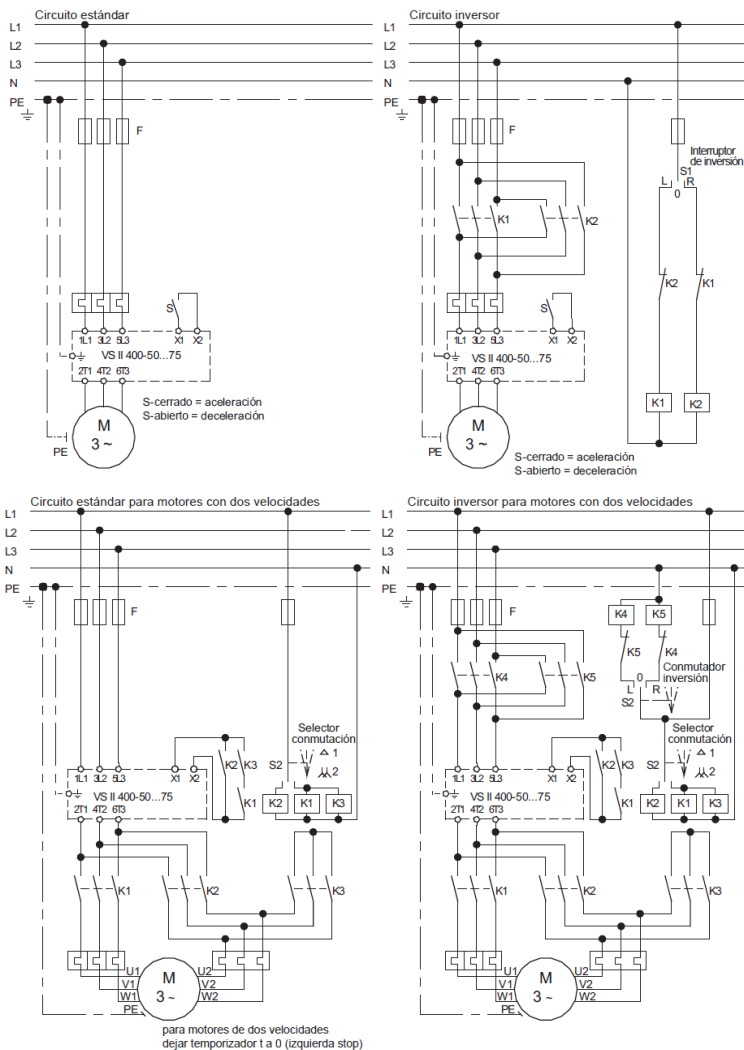 Circuito estándar
L1
L2
L3
N
PE
F
S
1L1 3L2 5L3 X1 X2
VS II 400-50...75
2T1 4T2 6T3
S-cerrado = aceleración
S-abierto = deceleración
M
3 ~
PE
Circuito inversor
L1
L2
L3
N
PE
F
Interruptor
de inversión
S1
L R
0
K1 K2
K2 K1
S
1L1 3L2 5L3 X1 X2
VS II 400-50...75
2T1 4T2 6T3
K1 K2
M
3 ~
PE
S-cerrado = aceleración
S-abierto = deceleración
Circuito estándar para motores con dos velocidades
L1
L2
L3
N
PE
F
Selector
conmutación
1
2
S2
K2 K3
K1
1L1 3L2 5L3 X1 X2
VS II 400-50...75
2T1 4T2 6T3
K2 K1 K3
K1 K2 K3
U1 U2
V1 V2
W1 W2
M
3 ~
PE
para motores de dos velocidades
dejar temporizador t a 0 (izquierda stop)
Circuito inversor para motores con dos velocidades
L1
L2
L3
N
PE
F
K4 K5
K5 K4
Conmutador
inversión
0
L R
S2
K4 K5
Selector
conmutación
1
2
S2
K2 K3
K1
1L1 3L2 5L3 X1 X2
VS II 400-50...75
2T1 4T2 6T3
K2 K1 K3
K1 K2 K3
U1 U2
V1 V2
W1 W2
M
3 ~
PE